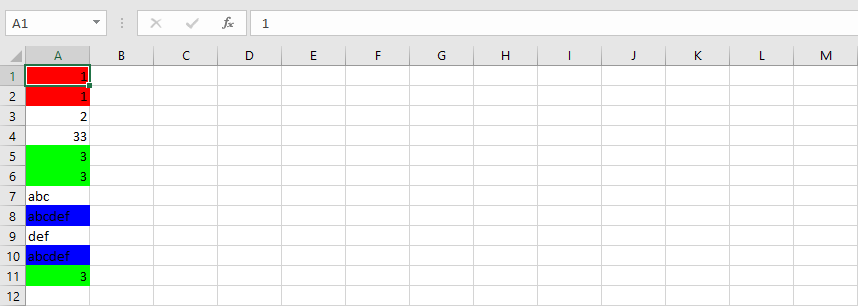 A1 fx 1
A B C D E F G H I J K L M
1 1
2 1
3 2
4 33
5 3
6 3
7 abc
8 abcdef
9 def
10 abcdef
11 3
12